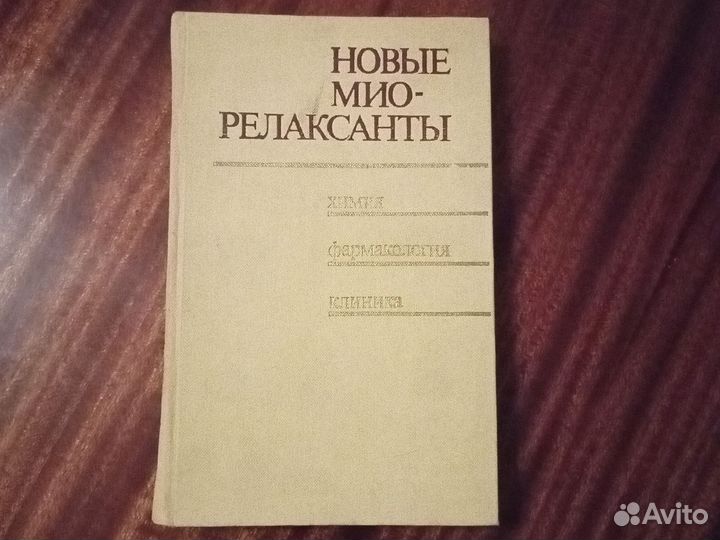 НОВЫЕ
МИО-
РЕЛАКСАНТЫ
химия
фармакология
клиника
Avito